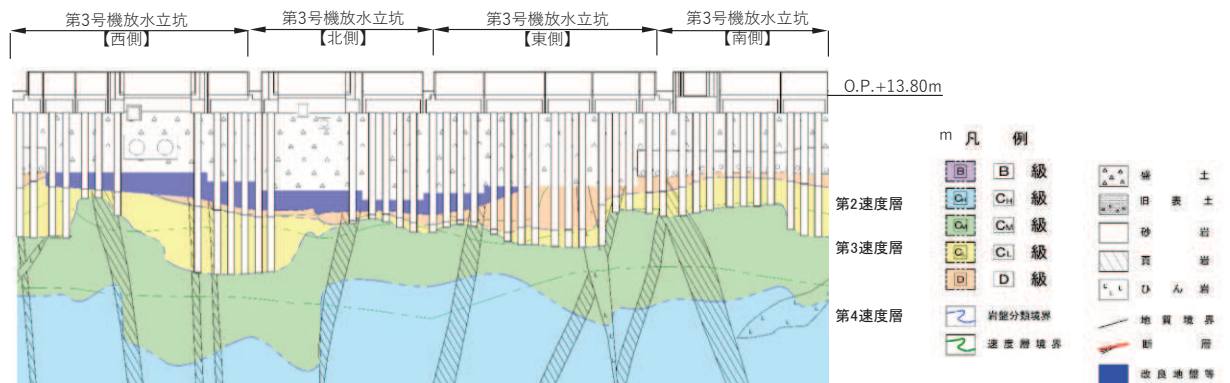 第3号機放水立坑
【西側】
第3号機放水立坑
【北側】
第3号機放水立坑
【東側】
第3号機放水立坑
【南側】
O.P.+13.80m
第2速度層
第3速度層
第4速度層
m 凡 例
B B 級
CH CH 級
CM CM 級
CL CL 級
D D 級
岩盤分類境界
速度層境界
盛 土
旧 表 土
砂 岩
頁 岩
ひ ん 岩
地 質 境 界
断 層
改 良 地 盤 等